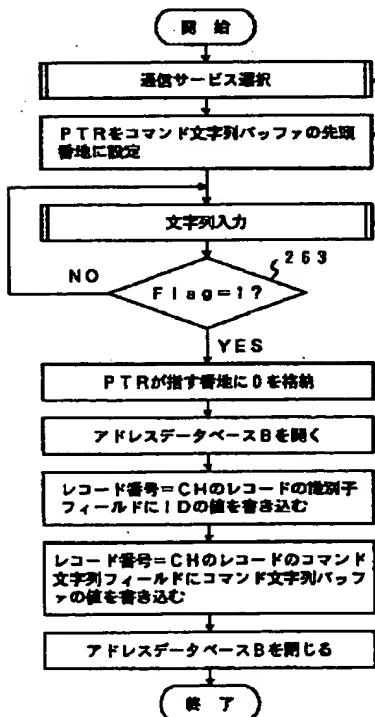 開 始
通信サービス選択
PTRをコマンド文字列バッファの先頭
番地に設定
文字列入力
263
NO
Flag=1?
YES
PTRが指す番地に0を格納
アドレスデータベースBを開く
レコード番号=CHのレコードの識別子
フィールドにIDの値を書き込む
レコード番号=CHのレコードのコマンド
文字列フィールドにコマンド文字列バッフ
ァの値を書き込む
アドレスデータベースBを閉じる
終 了